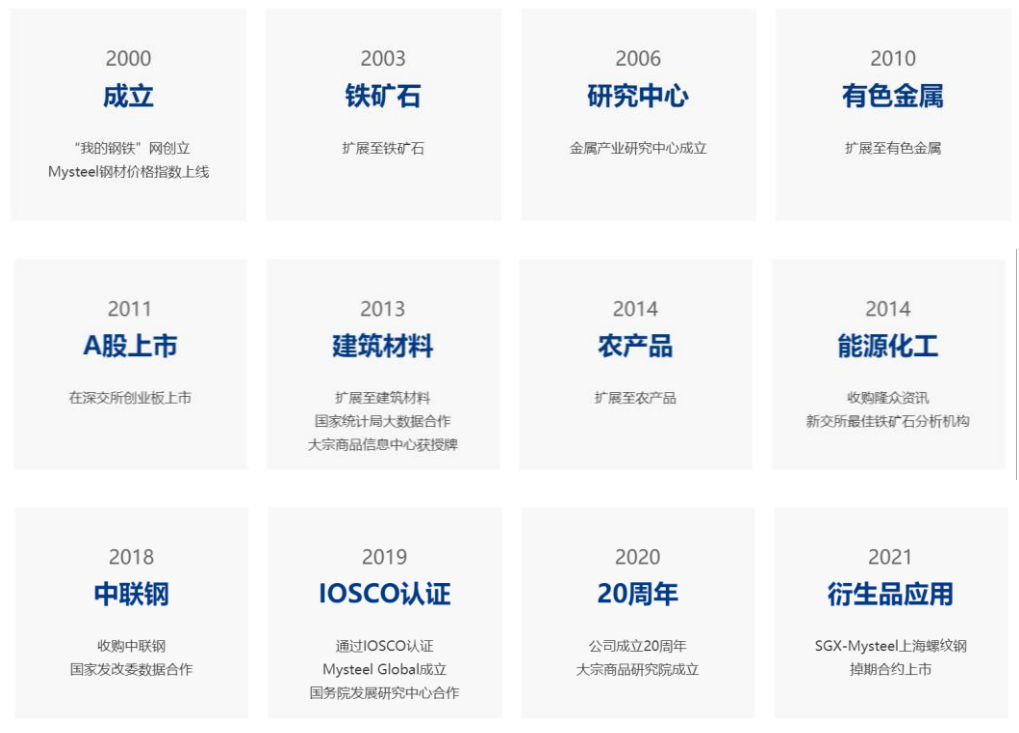 2000
成立
“我的钢铁”网创立
Mysteel钢材价格指数上线
2003
铁矿石
扩展至铁矿石
2006
研究中心
金属产业研究中心成立
2010
有色金属
扩展至有色金属
2011
A股上市
在深交所创业板上市
2013
建筑材料
扩展至建筑材料
国家统计局大数据合作
大宗商品信息中心获授牌
2014
农产品
扩展至农产品
2014
能源化工
收购隆众资讯
新交所最佳铁矿石分析机构
2018
中联钢
收购中联钢
国家发改委数据合作
2019
IOSCO认证
通过IOSCO认证
Mysteel Global成立
国务院发展研究中心合作
2020
20周年
公司成立20周年
大宗商品研究院成立
2021
衍生品应用
SGX-Mysteel上海螺纹钢
掉期合约上市